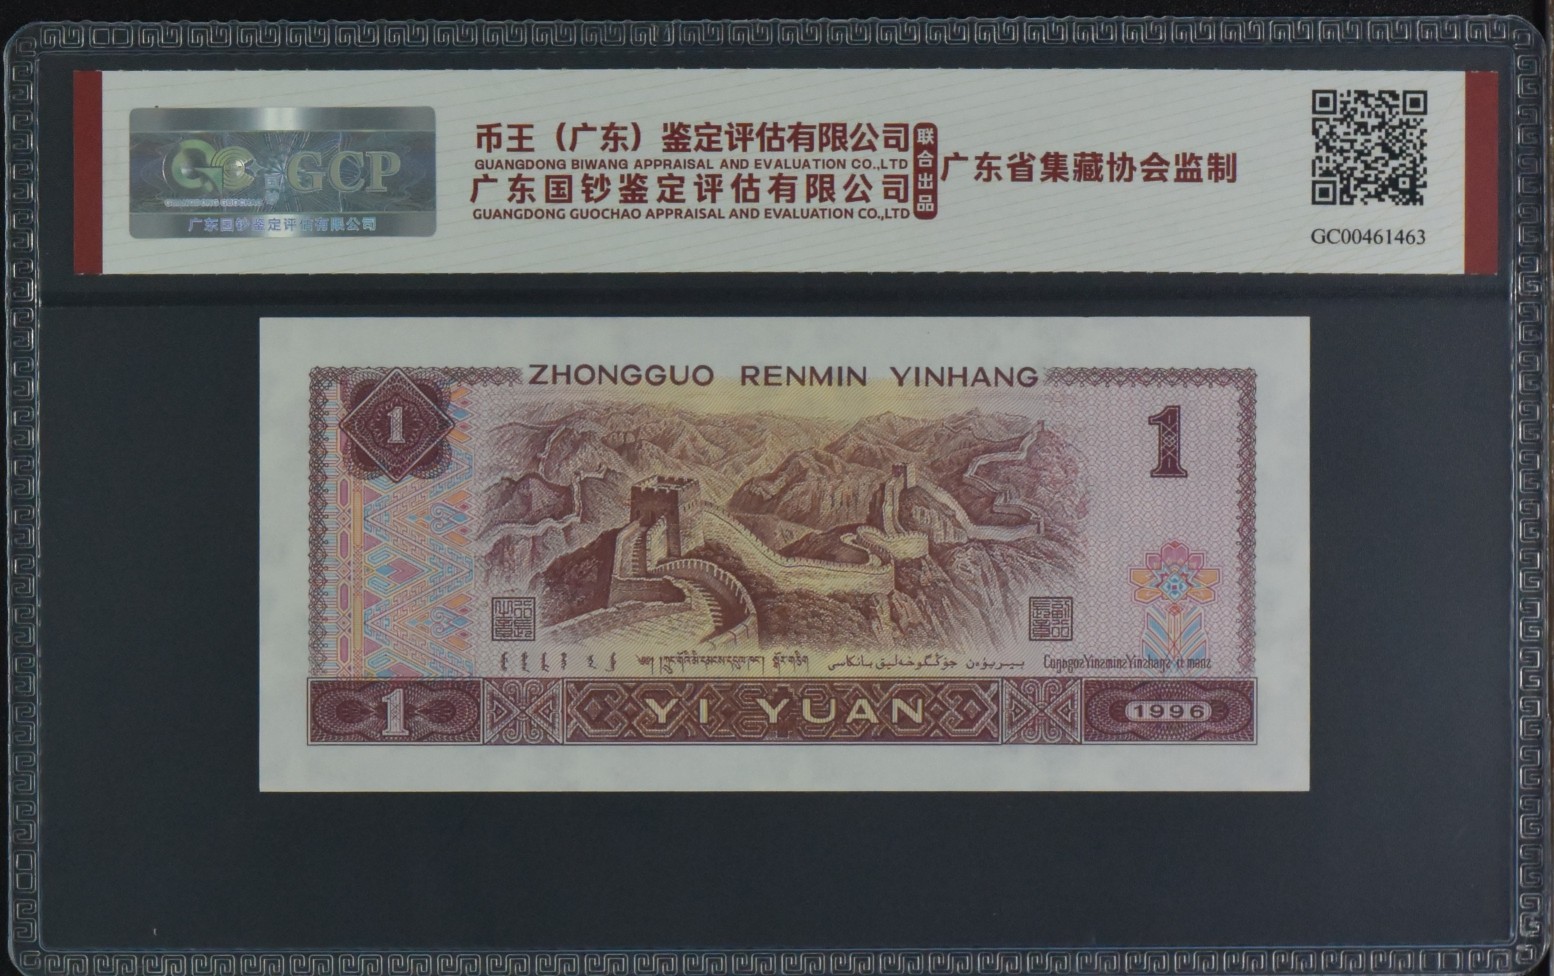 GCP
广东国钞鉴定评估有限公司
币王（广东）鉴定评估有限公司
GUANGDONG BIWANG APPRAISAL AND EVALUATION CO.,LTD
广东国钞鉴定评估有限公司
GUANGDONG GUOCHAO APPRAISAL AND EVALUATION CO.,LTD
联合出品
广东省集藏协会监制
GC00461463
ZHONGGUO RENMIN YINHANG
1
1
YI YUAN
1
1996